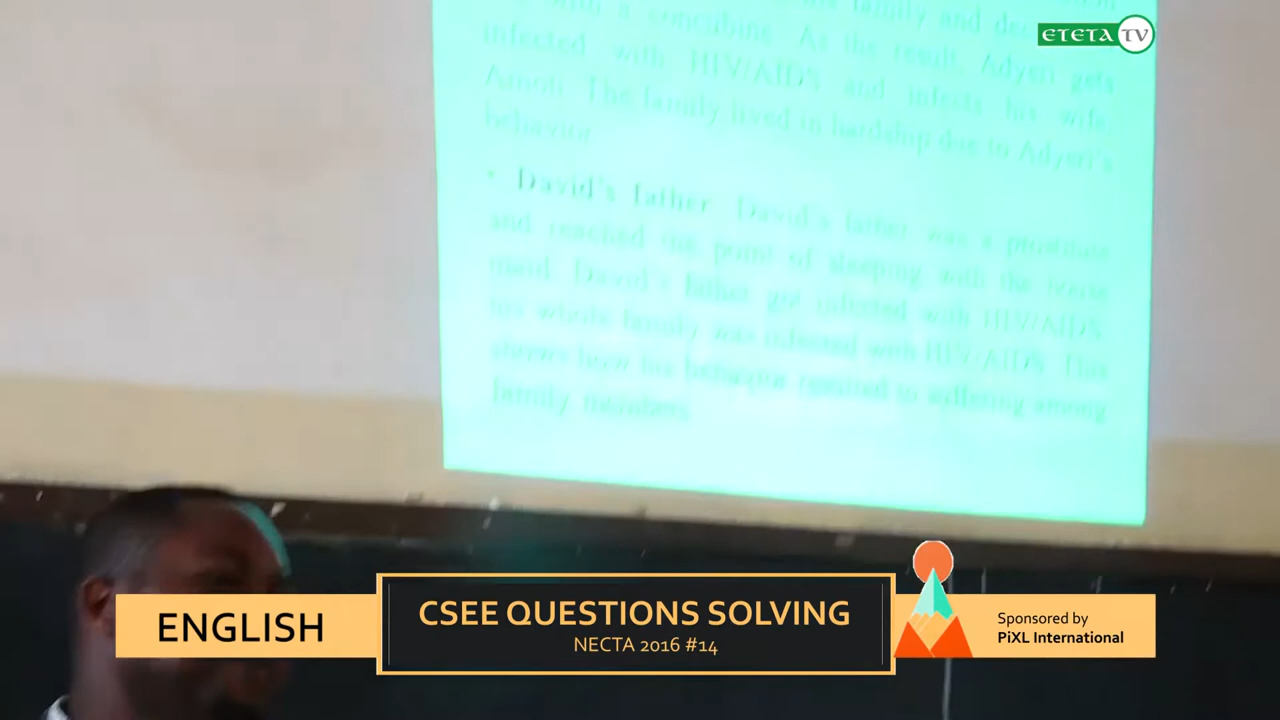 family and
ETETA TV
with a concubine. As the result, Adyeri gets
infected with HIV/AIDS and infects his wife,
Amoti. The family lived in hardship due to Adyeri's
behavior.
• David's father. David's father was a prostitute
and reached the point of sleeping with the
maid. David's father got infected with HIV/AIDS.
his whole family was infected with HIV/AIDS. This
shows how his behavior resulted to suffering among
family members.
ENGLISH
CSEE QUESTIONS SOLVING
NECTA 2016 #14
Sponsored by
PiXL International